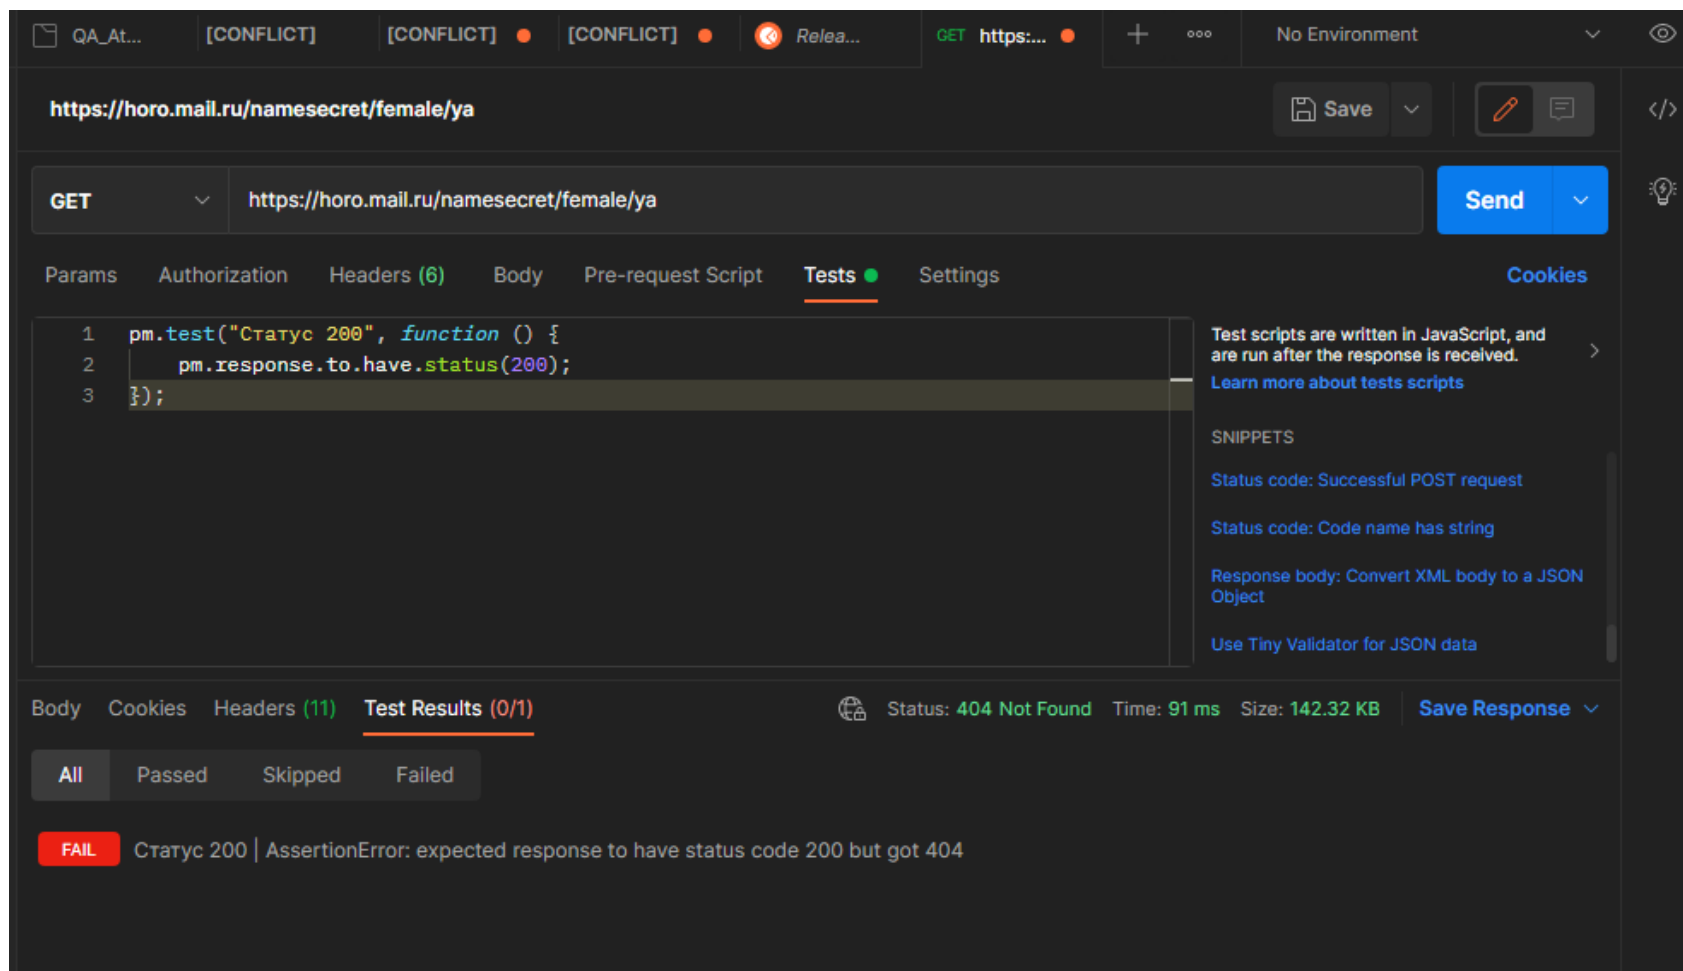 QA_At... [CONFLICT] [CONFLICT] [CONFLICT] Relea... GET https:... No Environment
https://horo.mail.ru/namesecret/female/ya Save
GET https://horo.mail.ru/namesecret/female/ya Send
Params Authorization Headers (6) Body Pre-request Script Tests Settings Cookies
1 pm.test("Статус 200", function () {
2 pm.response.to.have.status(200);
3 });
Test scripts are written in JavaScript, and
are run after the response is received.
Learn more about tests scripts
SNIPPETS
Status code: Successful POST request
Status code: Code name has string
Response body: Convert XML body to a JSON
Object
Use Tiny Validator for JSON data
Body Cookies Headers (11) Test Results (0/1) Status: 404 Not Found Time: 91 ms Size: 142.32 KB Save Response
All Passed Skipped Failed
FAIL Статус 200 | AssertionError: expected response to have status code 200 but got 404